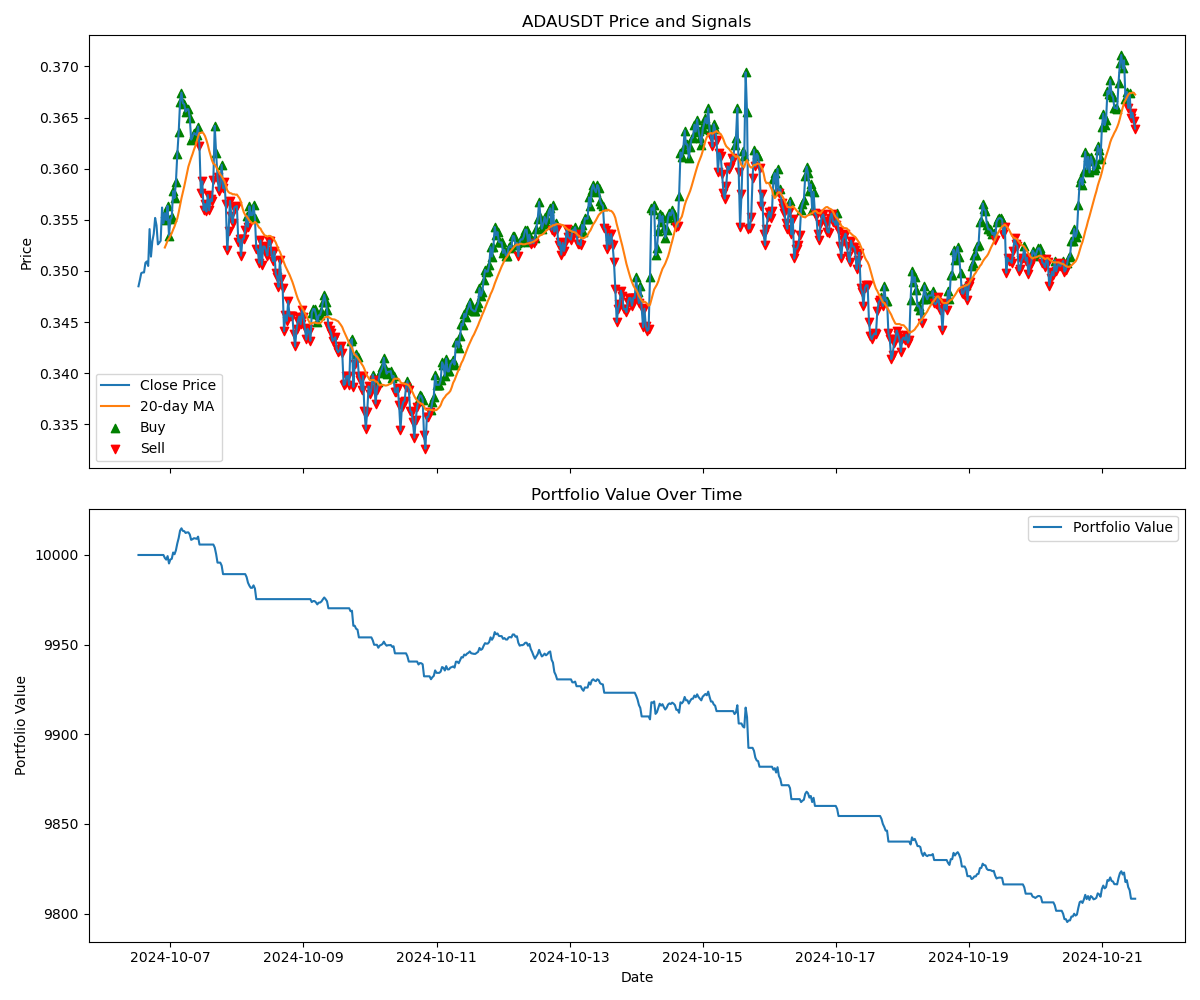 ADAUSDT Price and Signals
Price
0.370
0.365
0.360
0.355
0.350
0.345
0.340
0.335
Close Price
20-day MA
Buy
Sell
Portfolio Value Over Time
Portfolio Value
Portfolio Value
10000
9950
9900
9850
9800
2024-10-07
2024-10-09
2024-10-11
2024-10-13
2024-10-15
2024-10-17
2024-10-19
2024-10-21
Date